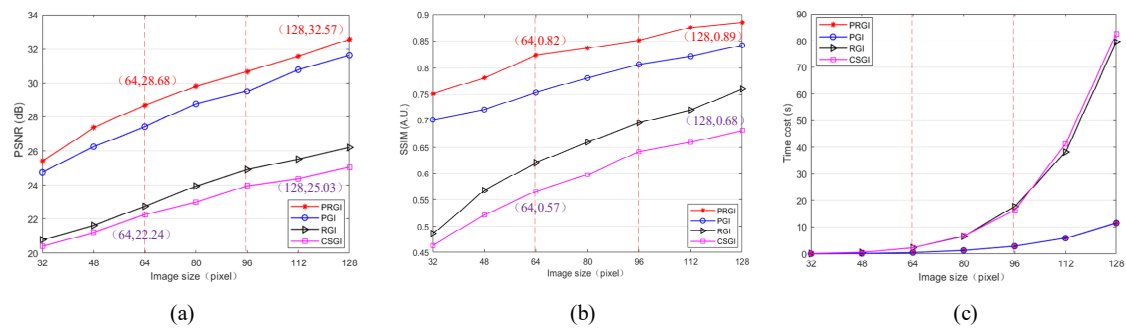 34
32
30
28
26
24
22
20
PSNR (dB)
(128,32.57)
(64,28.68)
(128,25.03)
(64,22.24)
PRGI
PGI
RGI
CSGI
32 48 64 80 96 112 128
Image size（pixel）
(a)
0.9
0.85
0.8
0.75
0.7
0.65
0.6
0.55
0.5
0.45
SSIM (A.U.)
(64,0.82)
(128,0.89)
(128,0.68)
(64,0.57)
PRGI
PGI
RGI
CSGI
32 48 64 80 96 112 128
Image size（pixel）
(b)
90
80
70
60
50
40
30
20
10
0
Time cost (s)
PRGI
PGI
RGI
CSGI
32 48 64 80 96 112 128
Image size（pixel）
(c)